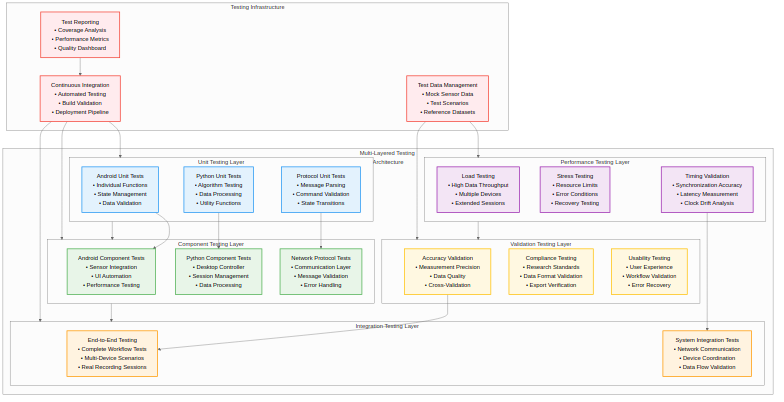 Testing Infrastructure
Test Reporting
• Coverage Analysis
• Performance Metrics
• Quality Dashboard
Continuous Integration
• Automated Testing
• Build Validation
• Deployment Pipeline
Test Data Management
• Mock Sensor Data
• Test Scenarios
• Reference Datasets
Multi-Layered Testing
Architecture
Unit Testing Layer
Android Unit Tests
• Individual Functions
• State Management
• Data Validation
Python Unit Tests
• Algorithm Testing
• Data Processing
• Utility Functions
Protocol Unit Tests
• Message Parsing
• Command Validation
• State Transitions
Performance Testing Layer
Load Testing
• High Data Throughput
• Multiple Devices
• Extended Sessions
Stress Testing
• Resource Limits
• Error Conditions
• Recovery Testing
Timing Validation
• Synchronization Accuracy
• Latency Measurement
• Clock Drift Analysis
Component Testing Layer
Android Component Tests
• Sensor Integration
• UI Automation
• Performance Testing
Python Component Tests
• Desktop Controller
• Session Management
• Data Processing
Network Protocol Tests
• Communication Layer
• Message Validation
• Error Handling
Validation Testing Layer
Accuracy Validation
• Measurement Precision
• Data Quality
• Cross-Validation
Compliance Testing
• Research Standards
• Data Format Validation
• Export Verification
Usability Testing
• User Experience
• Workflow Validation
• Error Recovery
Integration Testing Layer
End-to-End Testing
• Complete Workflow Tests
• Multi-Device Scenarios
• Real Recording Sessions
System Integration Tests
• Network Communication
• Device Coordination
• Data Flow Validation